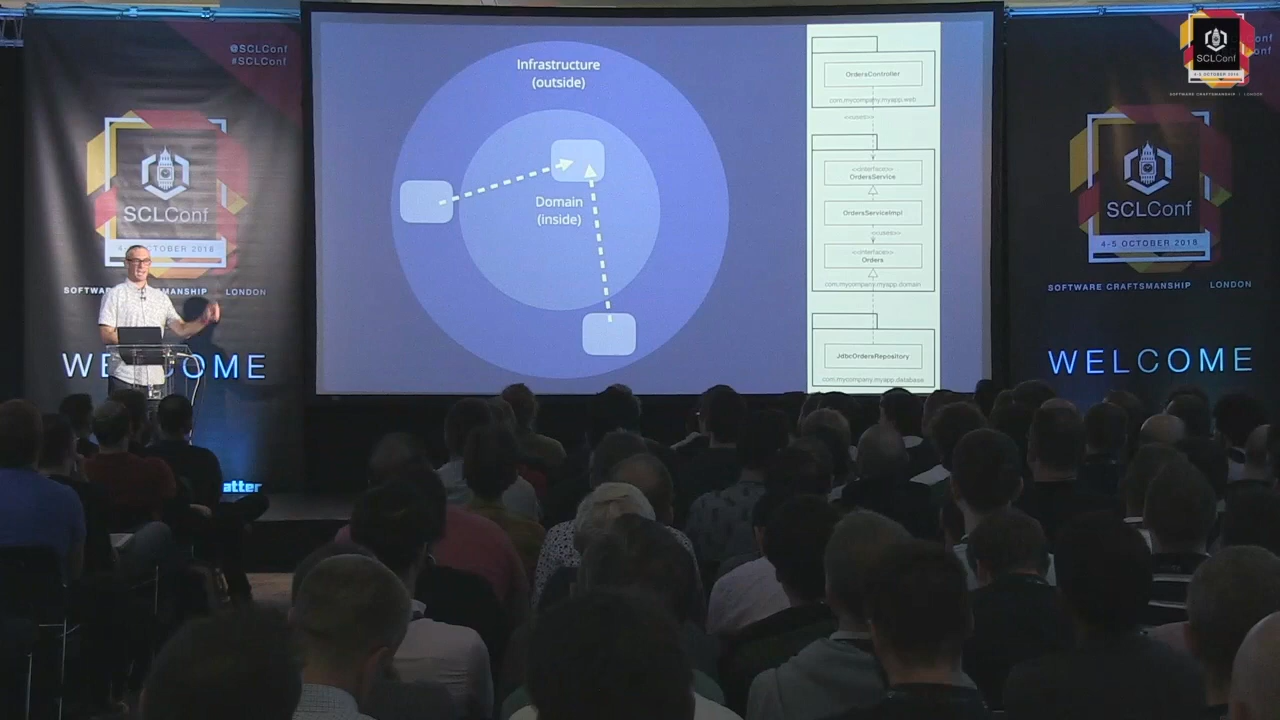 @SCLConf
#SCLConf
SCLConf
4-5 OCTOBER 2018
LONDON
WELCOME
atter
Infrastructure
(outside)
Domain
(inside)
OrdersController
com.mycompany.myapp.web
<<uses>>
<<interface>>
OrdersService
OrdersServiceImpl
<<uses>>
<<interface>>
Orders
com.mycompany.myapp.domain
JdbcOrdersRepository
com.mycompany.myapp.database
SCLConf
4-5 OCTOBER 2018
SOFTWARE CRAFTSMANSHIP LONDON
SCLConf
4-5 OCTOBER 2018
SOFTWARE CRAFTSMANSHIP LONDON
WELCOME